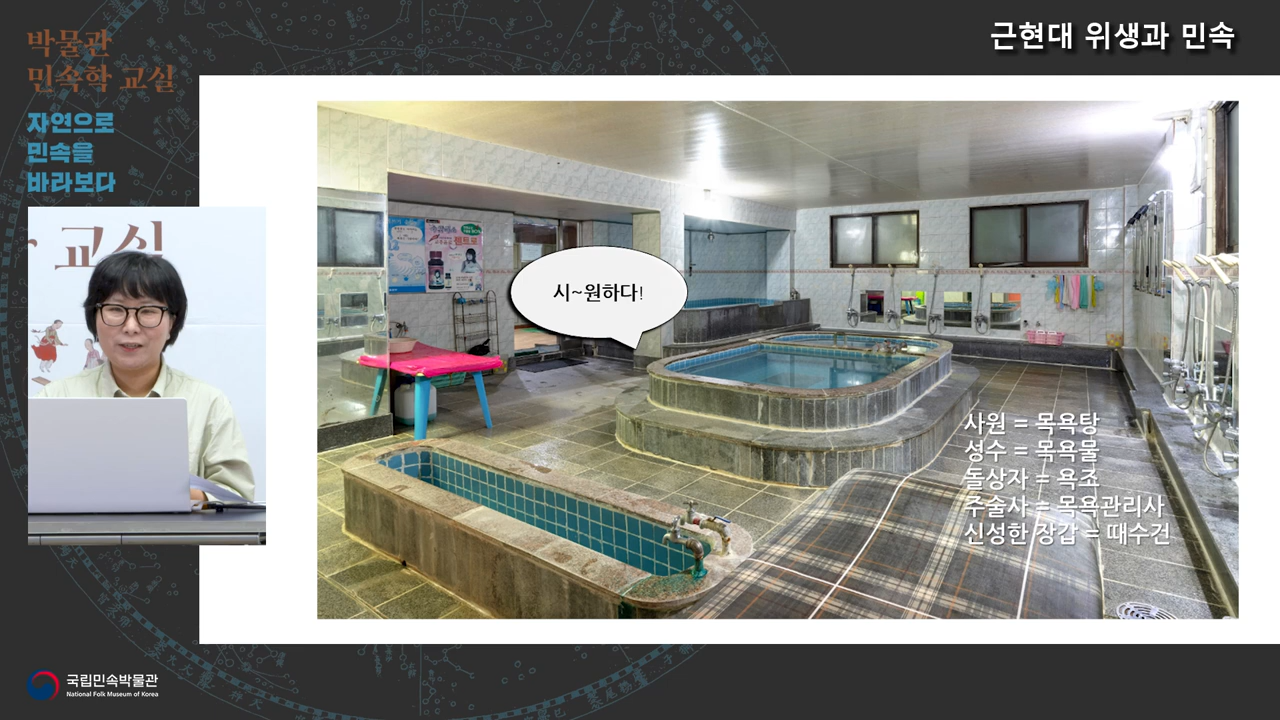 박물관
민속학 교실
자연으로
민속을
바라보다
근현대 위생과 민속
교실
시~원하다!
사원 = 목욕탕
성수 = 목욕물
돌상자 = 욕조
주술사 = 목욕관리사
신성한 장갑 = 때수건
국립민속박물관
National Folk Museum of Korea